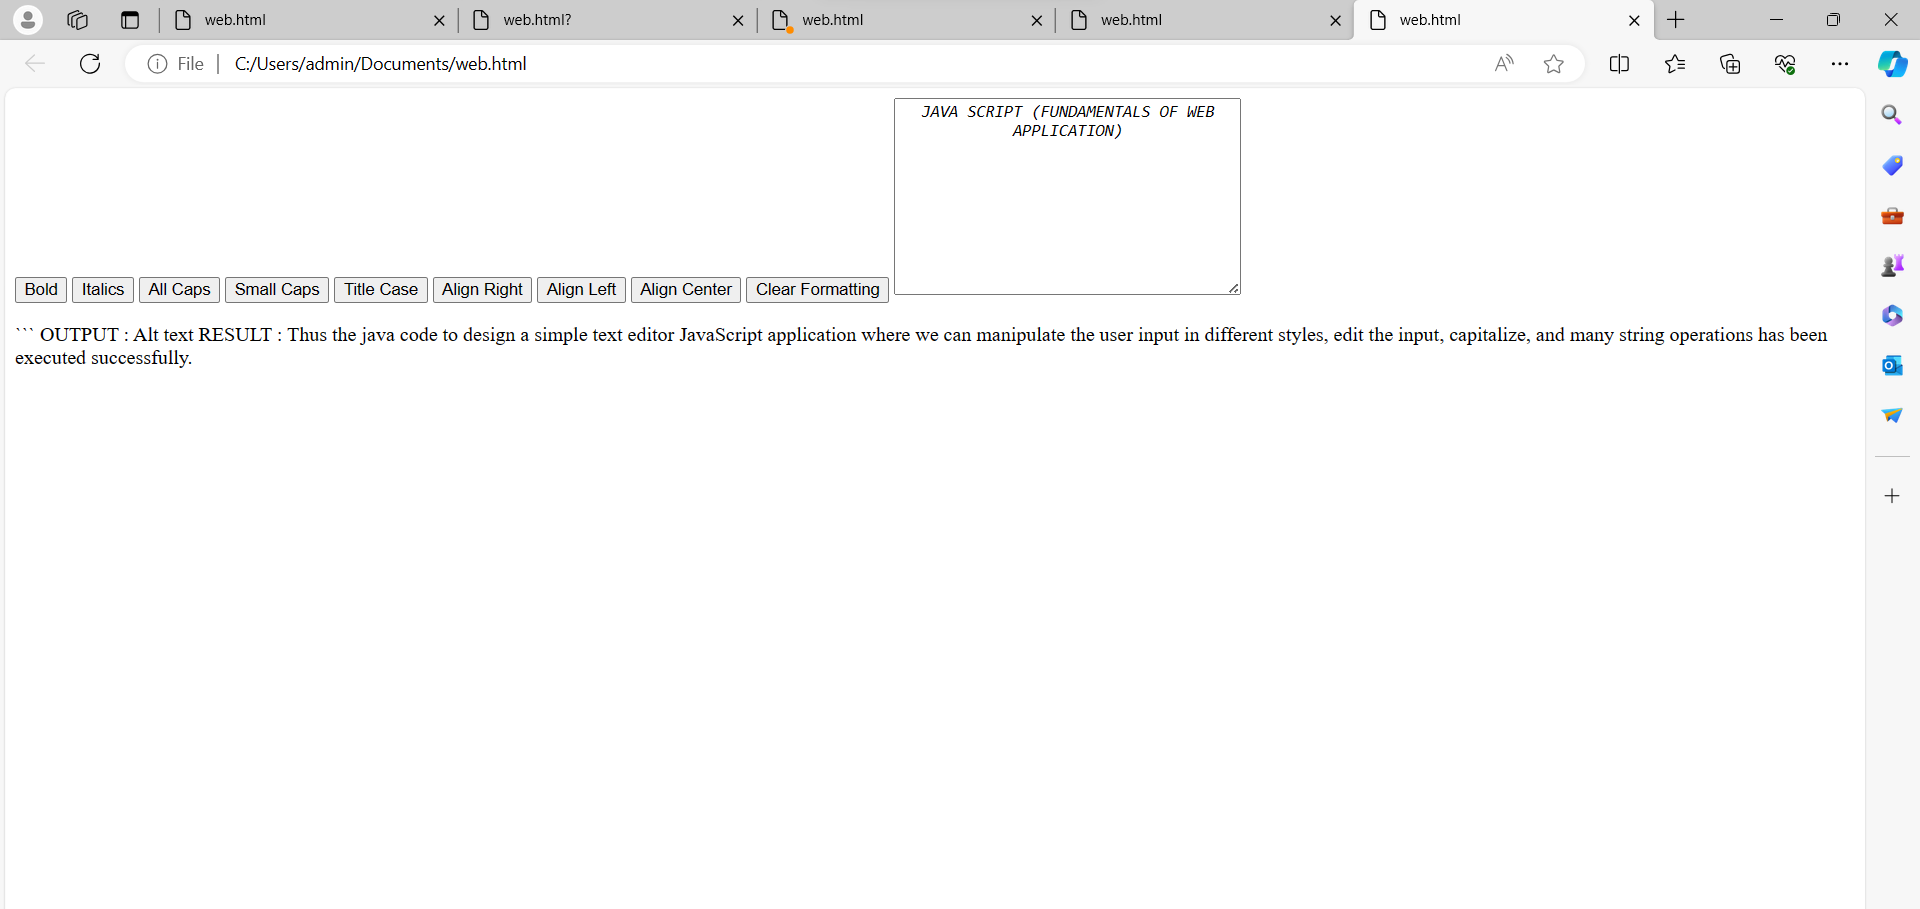 web.html
web.html?
web.html
web.html
web.html
File
C:/Users/admin/Documents/web.html
JAVA SCRIPT (FUNDAMENTALS OF WEB
APPLICATION)
Bold Italics All Caps Small Caps Title Case Align Right Align Left Align Center Clear Formatting
``` OUTPUT : Alt text RESULT : Thus the java code to design a simple text editor JavaScript application where we can manipulate the user input in different styles, edit the input, capitalize, and many string operations has been
executed successfully.